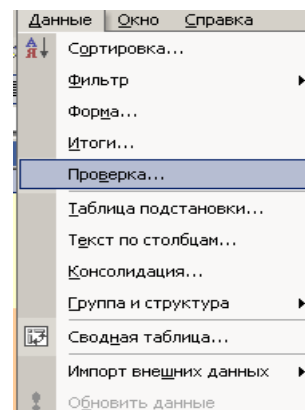 Данные Окно Справка
Сортировка...
Фильтр
Форма...
Итоги...
Проверка...
Таблица подстановки...
Текст по столбцам...
Консолидация...
Группа и структура
Сводная таблица...
Импорт внешних данных
Обновить данные